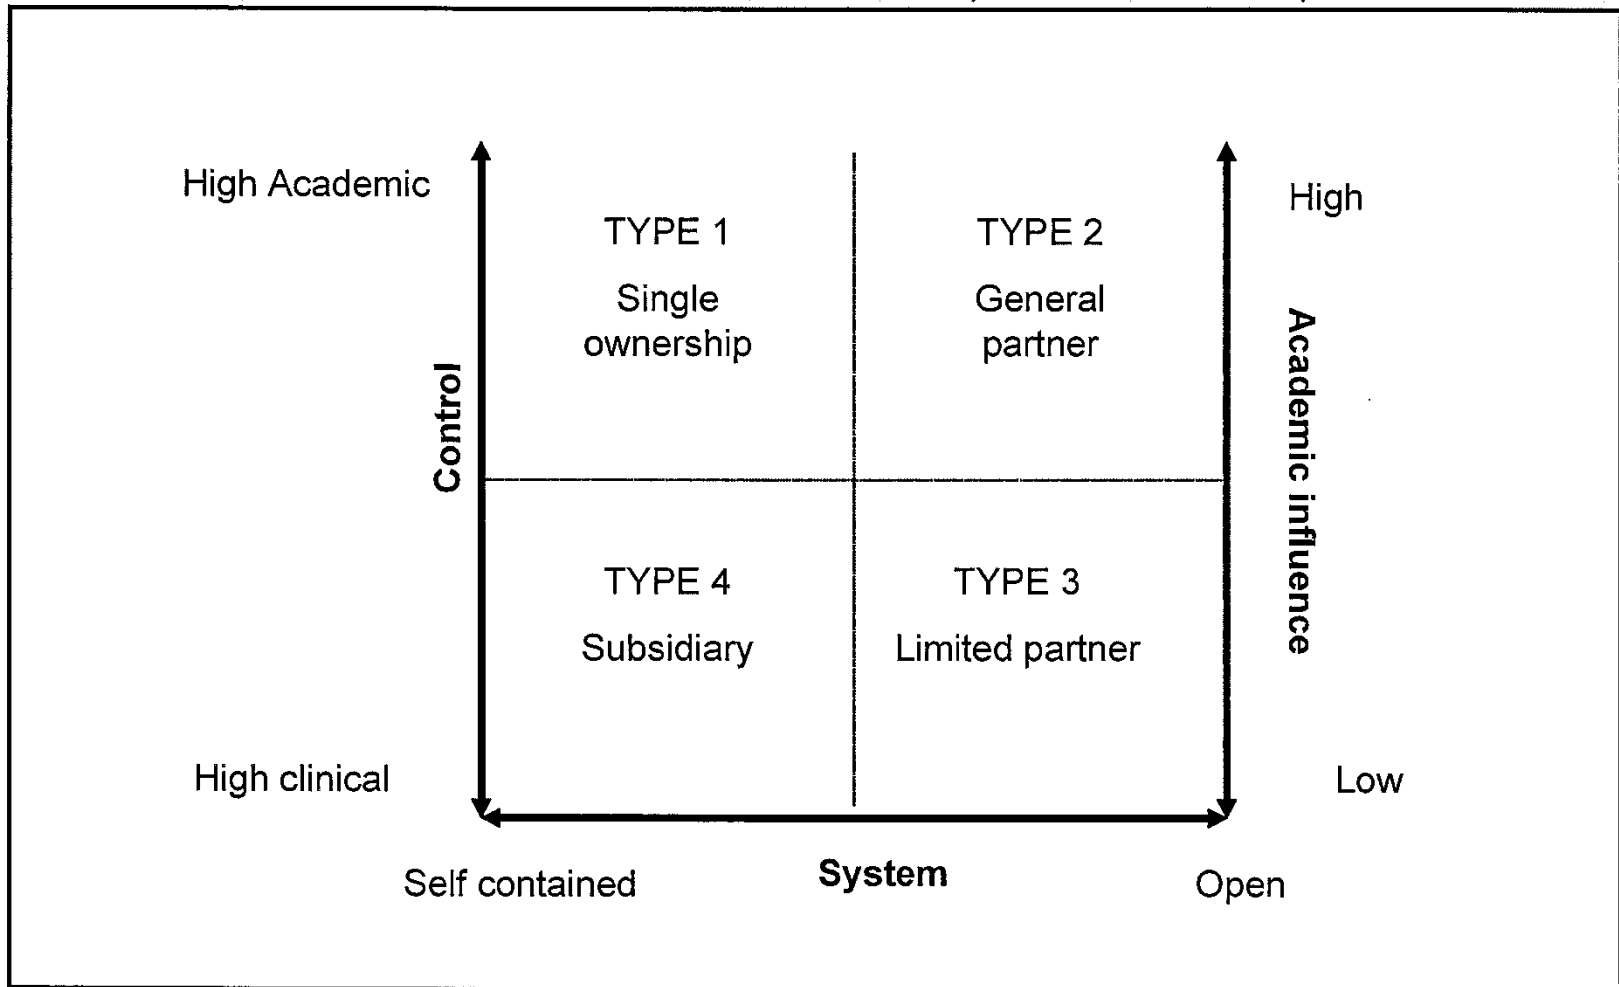 High Academic
High
TYPE 1
TYPE 2
Single
ownership
General
partner
Control
Academic influence
TYPE 4
TYPE 3
Subsidiary
Limited partner
High clinical
Low
Self contained
System
Open